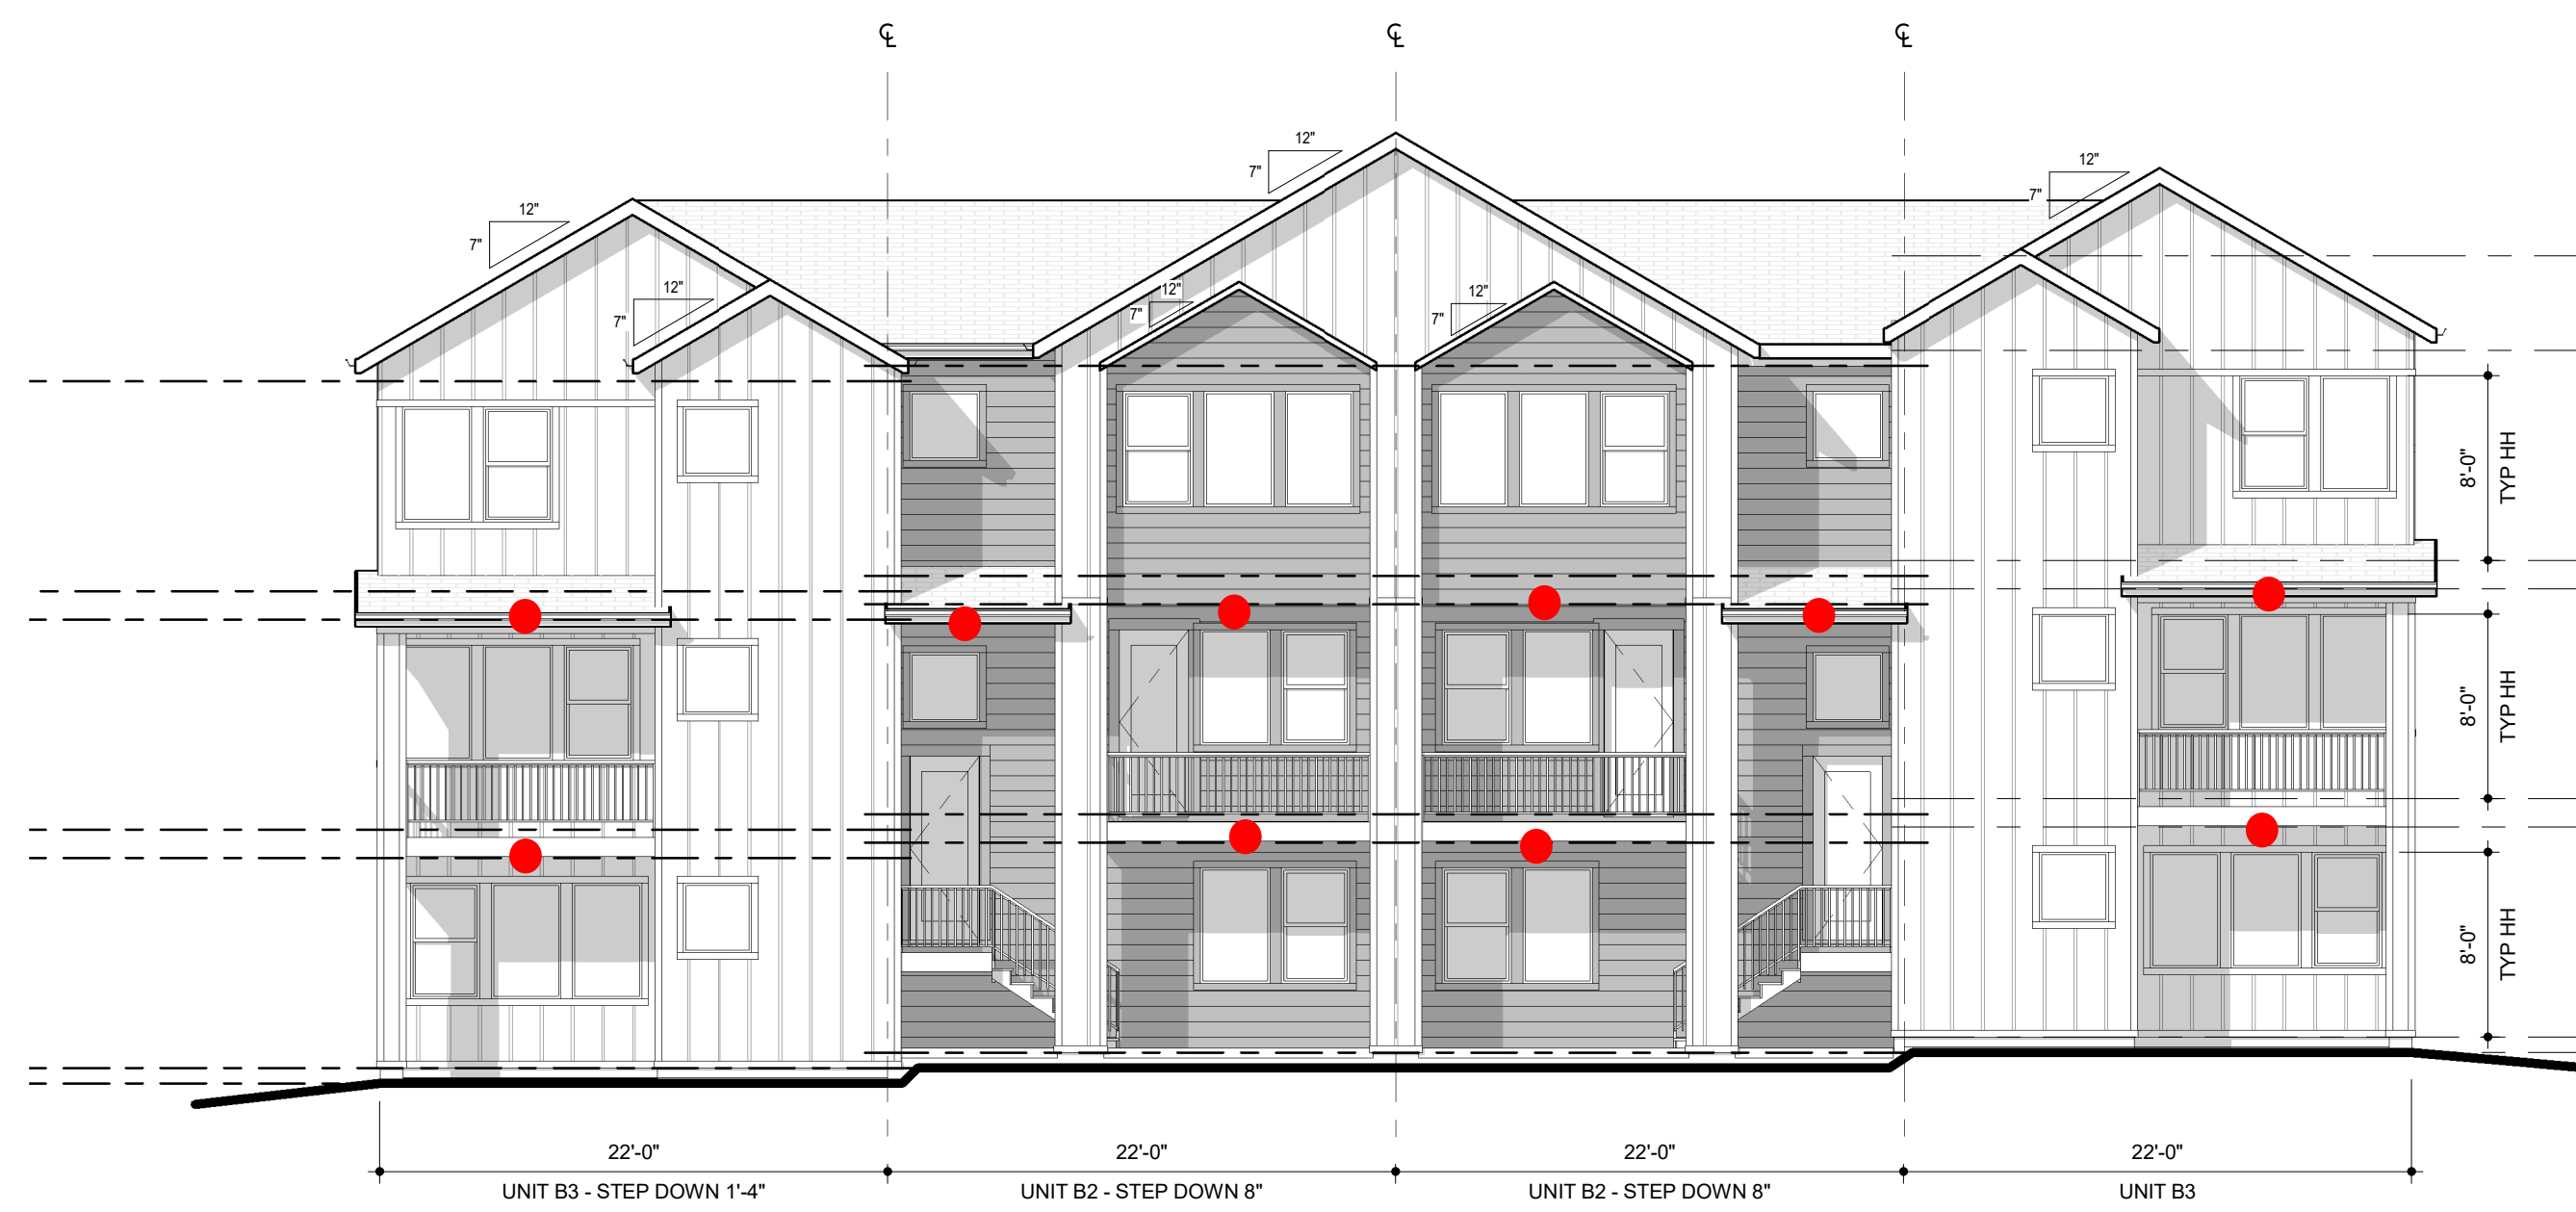 ℄ ℄ ℄
12"
7"
12"
7"
12"
7"
12"
7"
12"
7"
12"
7"
8'-0"
TYP HH
8'-0"
TYP HH
8'-0"
TYP HH
22'-0" 22'-0" 22'-0" 22'-0"
UNIT B3 - STEP DOWN 1'-4" UNIT B2 - STEP DOWN 8" UNIT B2 - STEP DOWN 8" UNIT B3